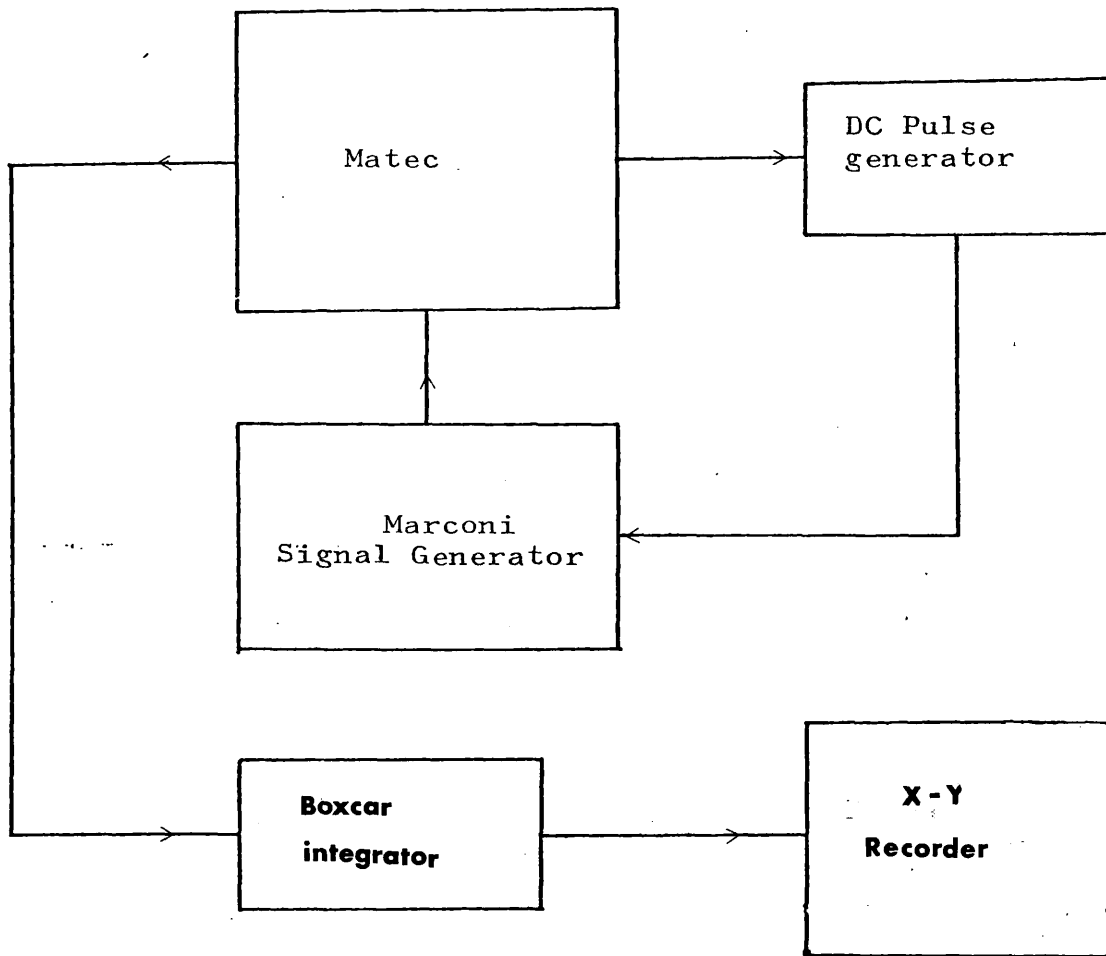 Matec
DC Pulse
generator
Marconi
Signal Generator
Boxcar
integrator
X - Y
Recorder